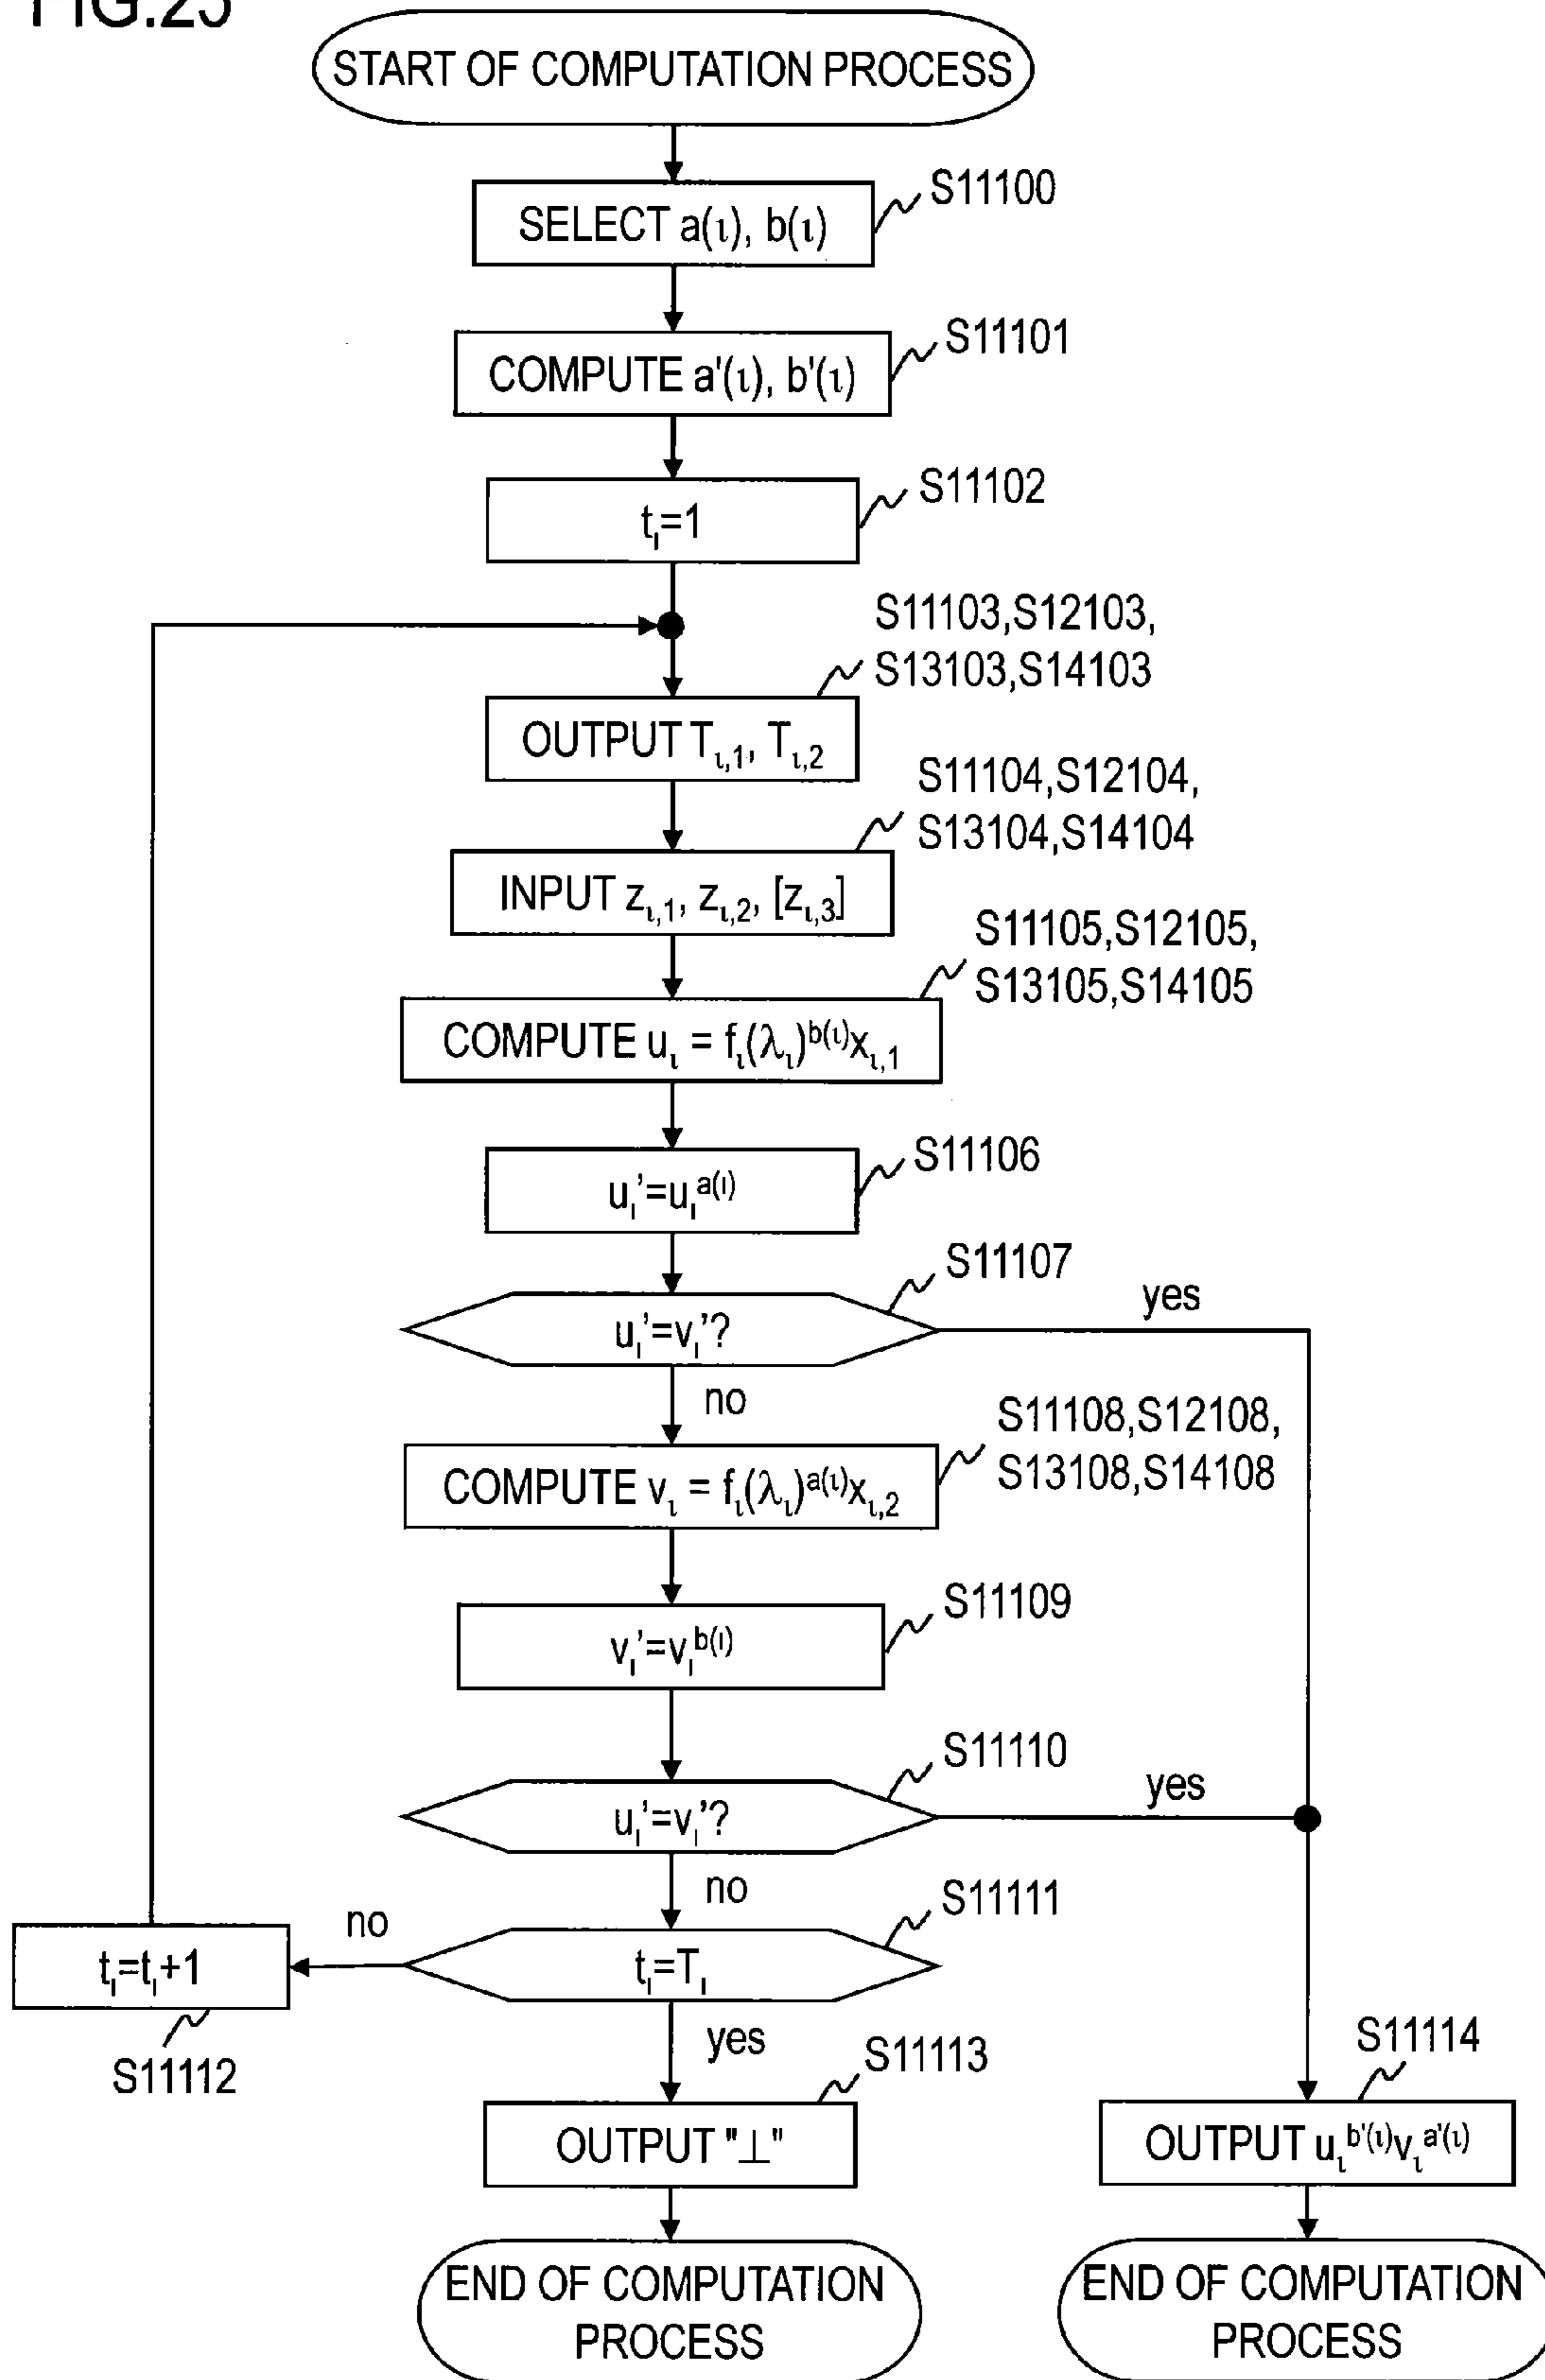 FIG.25
START OF COMPUTATION PROCESS
S11100
SELECT a(ι), b(ι)
S11101
COMPUTE a'(ι), b'(ι)
S11102
tι=1
S11103,S12103,
S13103,S14103
OUTPUT Tι,1, Tι,2
S11104,S12104,
S13104,S14104
INPUT zι,1, zι,2, [zι,3]
S11105,S12105,
S13105,S14105
COMPUTE uι = fι(λι)b(ι)xι,1
S11106
uι'=uιa(ι)
S11107
yes
uι'=vι'?
no
S11108,S12108,
S13108,S14108
COMPUTE vι = fι(λι)a(ι)xι,2
S11109
vι'=vιb(ι)
S11110
yes
uι'=vι'?
no
S11111
no
tι=tι+1
tι=Tι
S11112
yes
S11113
S11114
OUTPUT "⊥"
OUTPUT uιb'(ι)vιa'(ι)
END OF COMPUTATION
PROCESS
END OF COMPUTATION
PROCESS